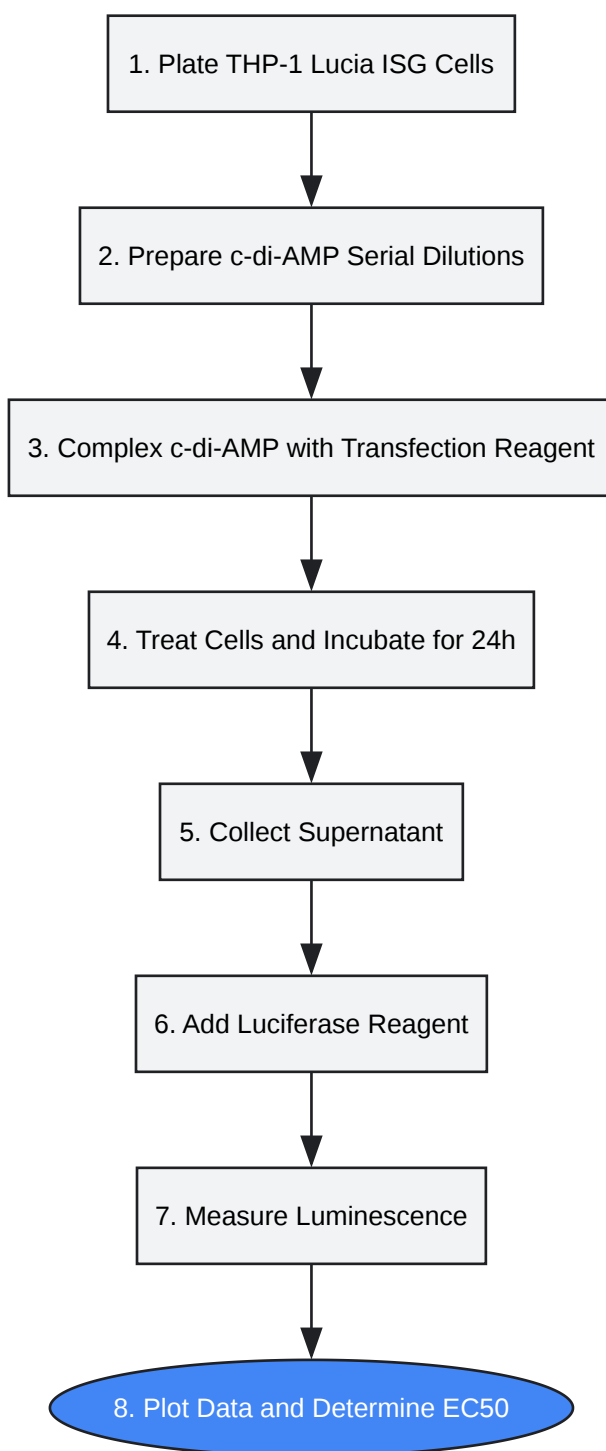 1. Plate THP-1 Lucia ISG Cells
2. Prepare c-di-AMP Serial Dilutions
3. Complex c-di-AMP with Transfection Reagent
4. Treat Cells and Incubate for 24h
5. Collect Supernatant
6. Add Luciferase Reagent
7. Measure Luminescence
8. Plot Data and Determine EC50